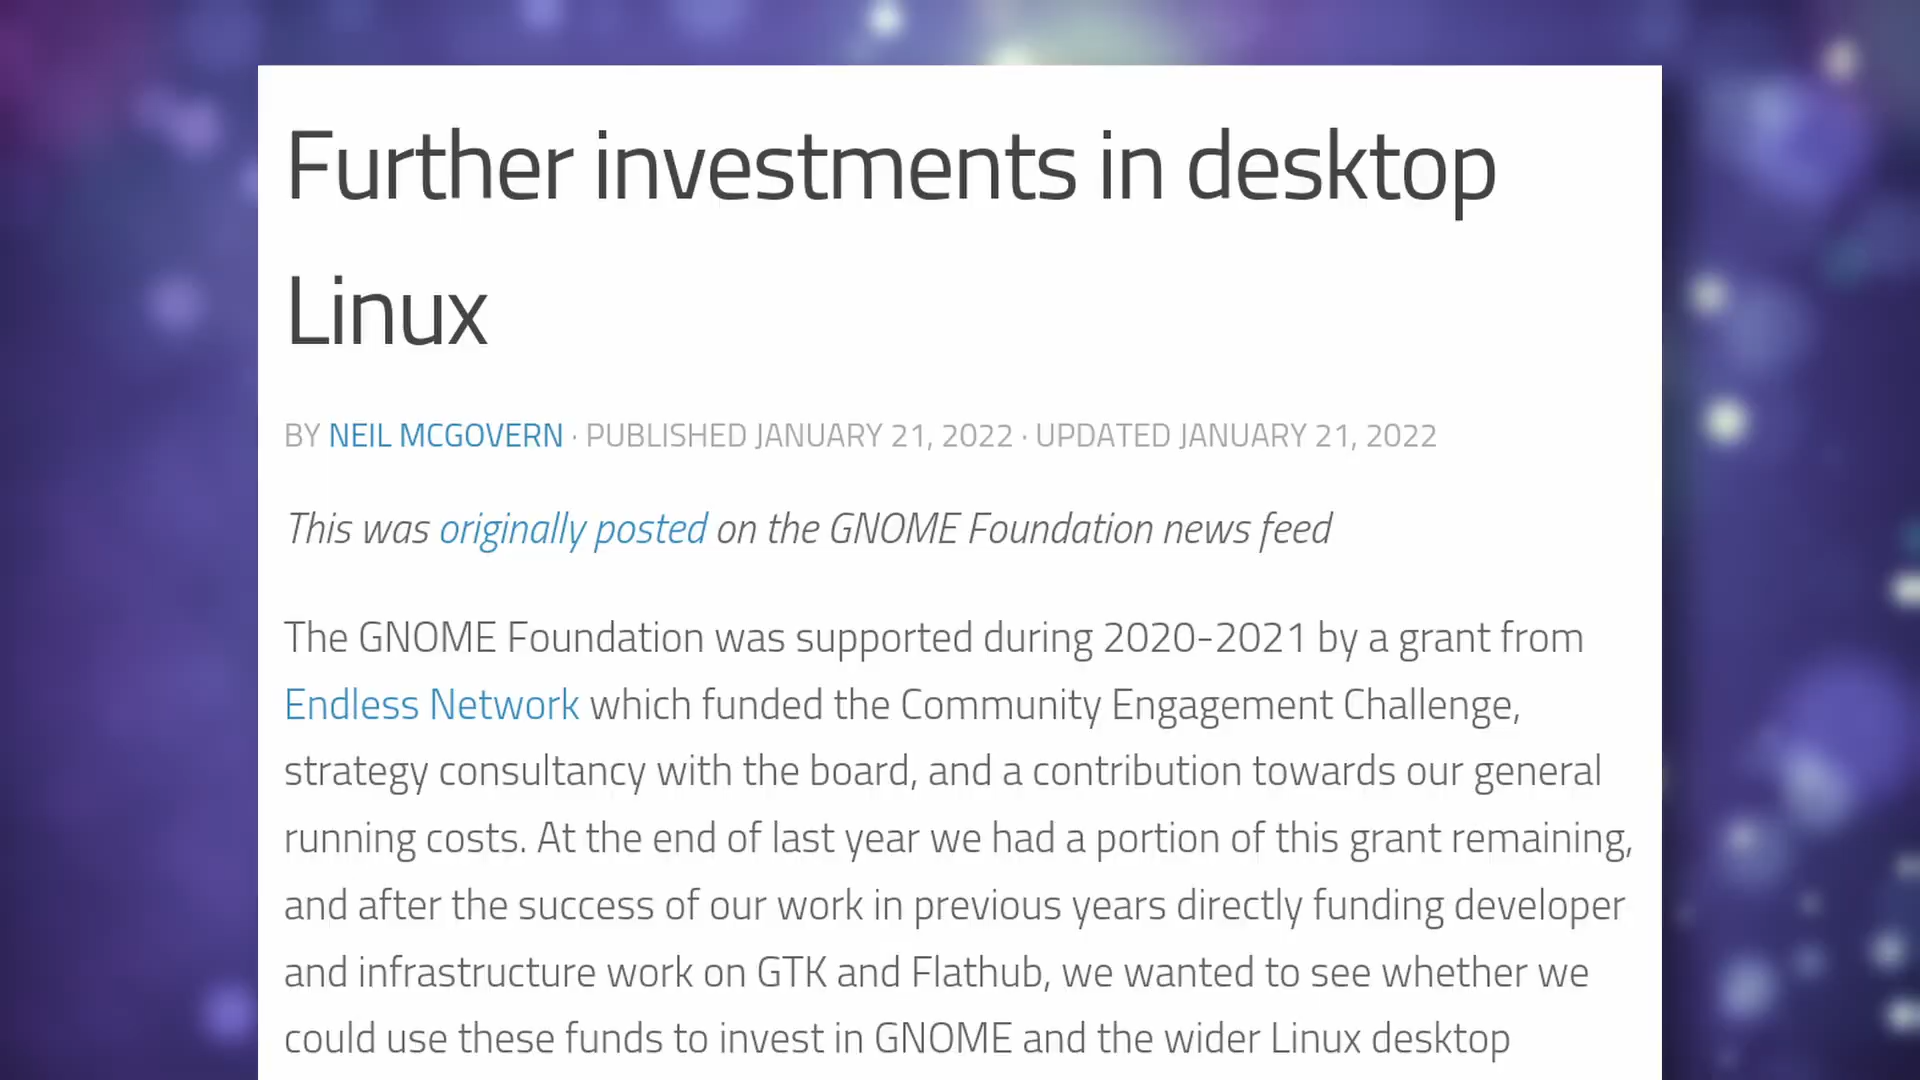 Further investments in desktop
Linux
BY NEIL MCGOVERN · PUBLISHED JANUARY 21, 2022 · UPDATED JANUARY 21, 2022
This was originally posted on the GNOME Foundation news feed
The GNOME Foundation was supported during 2020-2021 by a grant from
Endless Network which funded the Community Engagement Challenge,
strategy consultancy with the board, and a contribution towards our general
running costs. At the end of last year we had a portion of this grant remaining,
and after the success of our work in previous years directly funding developer
and infrastructure work on GTK and Flathub, we wanted to see whether we
could use these funds to invest in GNOME and the wider Linux desktop